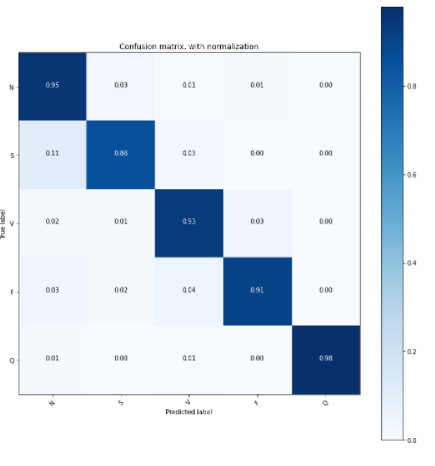 Confusion matrix, with normalization
N 0.95 0.03 0.01 0.01 0.00
S 0.11 0.86 0.03 0.00 0.00
V 0.02 0.01 0.93 0.03 0.00
F 0.03 0.02 0.04 0.91 0.00
Q 0.01 0.00 0.01 0.00 0.98
True label
N S V F Q
Predicted label
0.8
0.6
0.4
0.2
0.0